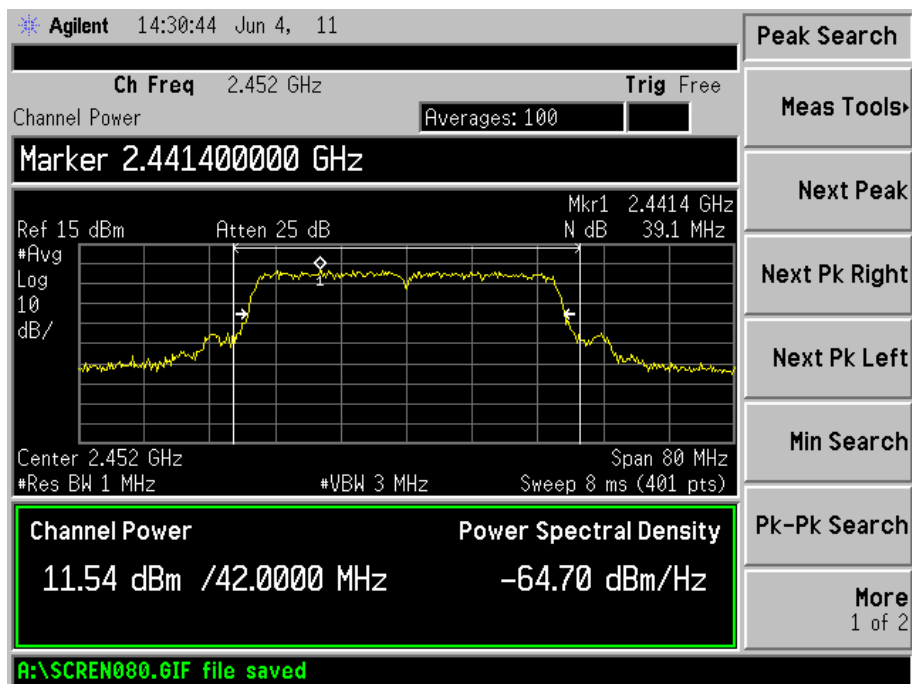 Agilent 14:30:44 Jun 4, 11
Peak Search
Ch Freq 2.452 GHz Trig Free
Channel Power Averages: 100
Meas Tools
Marker 2.441400000 GHz
Next Peak
Mkr1 2.4414 GHz
Ref 15 dBm Atten 25 dB N dB 39.1 MHz
#Avg
Log
10
dB/
1
Next Pk Right
Next Pk Left
Min Search
Center 2.452 GHz Span 80 MHz
#Res BW 1 MHz #VBW 3 MHz Sweep 8 ms (401 pts)
Channel Power Power Spectral Density
Pk-Pk Search
11.54 dBm /42.0000 MHz -64.70 dBm/Hz
More
1 of 2
A:\SCREN080.GIF file saved